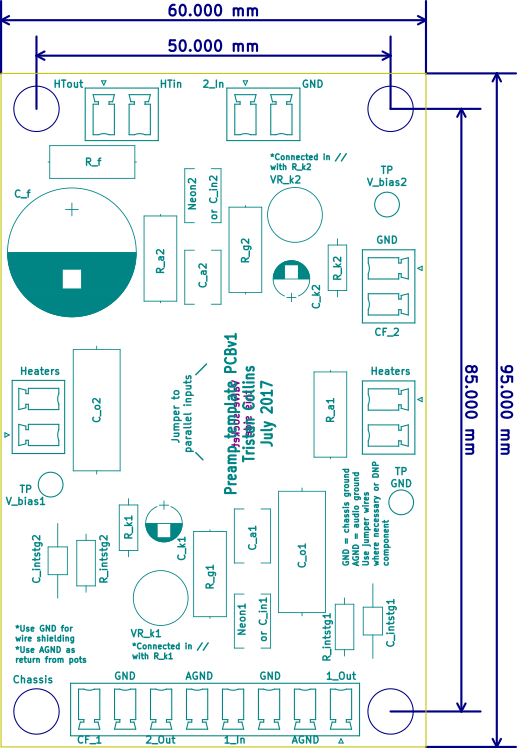 60.000 mm
50.000 mm
HTout
HTin
2_In
GND
R_f
*Connected in //
with R_k2
VR_k2
TP
V_bias2
C_f
Neon2
or C_in2
R_a2
C_a2
R_g2
R_k2
C_k2
GND
CF_2
Heaters
C_o2
Jumper to
parallel inputs
Preamp template PCBv1
Tristan Collins
July 2017
R_a1
Heaters
85.000 mm
95.000 mm
TP
V_bias1
TP
GND
GND = chassis ground
AGND = audio ground
Use jumper wires
where necessary or DNP
component
C_intstg2
R_intstg2
R_k1
C_k1
R_g1
C_a1
C_o1
Neon1
or C_in1
R_intstg1
C_intstg1
VR_k1
*Connected in //
with R_k1
*Use GND for
wire shielding
*Use AGND as
return from pots
Chassis
GND
AGND
GND
1_Out
CF_1
2_Out
1_In
AGND